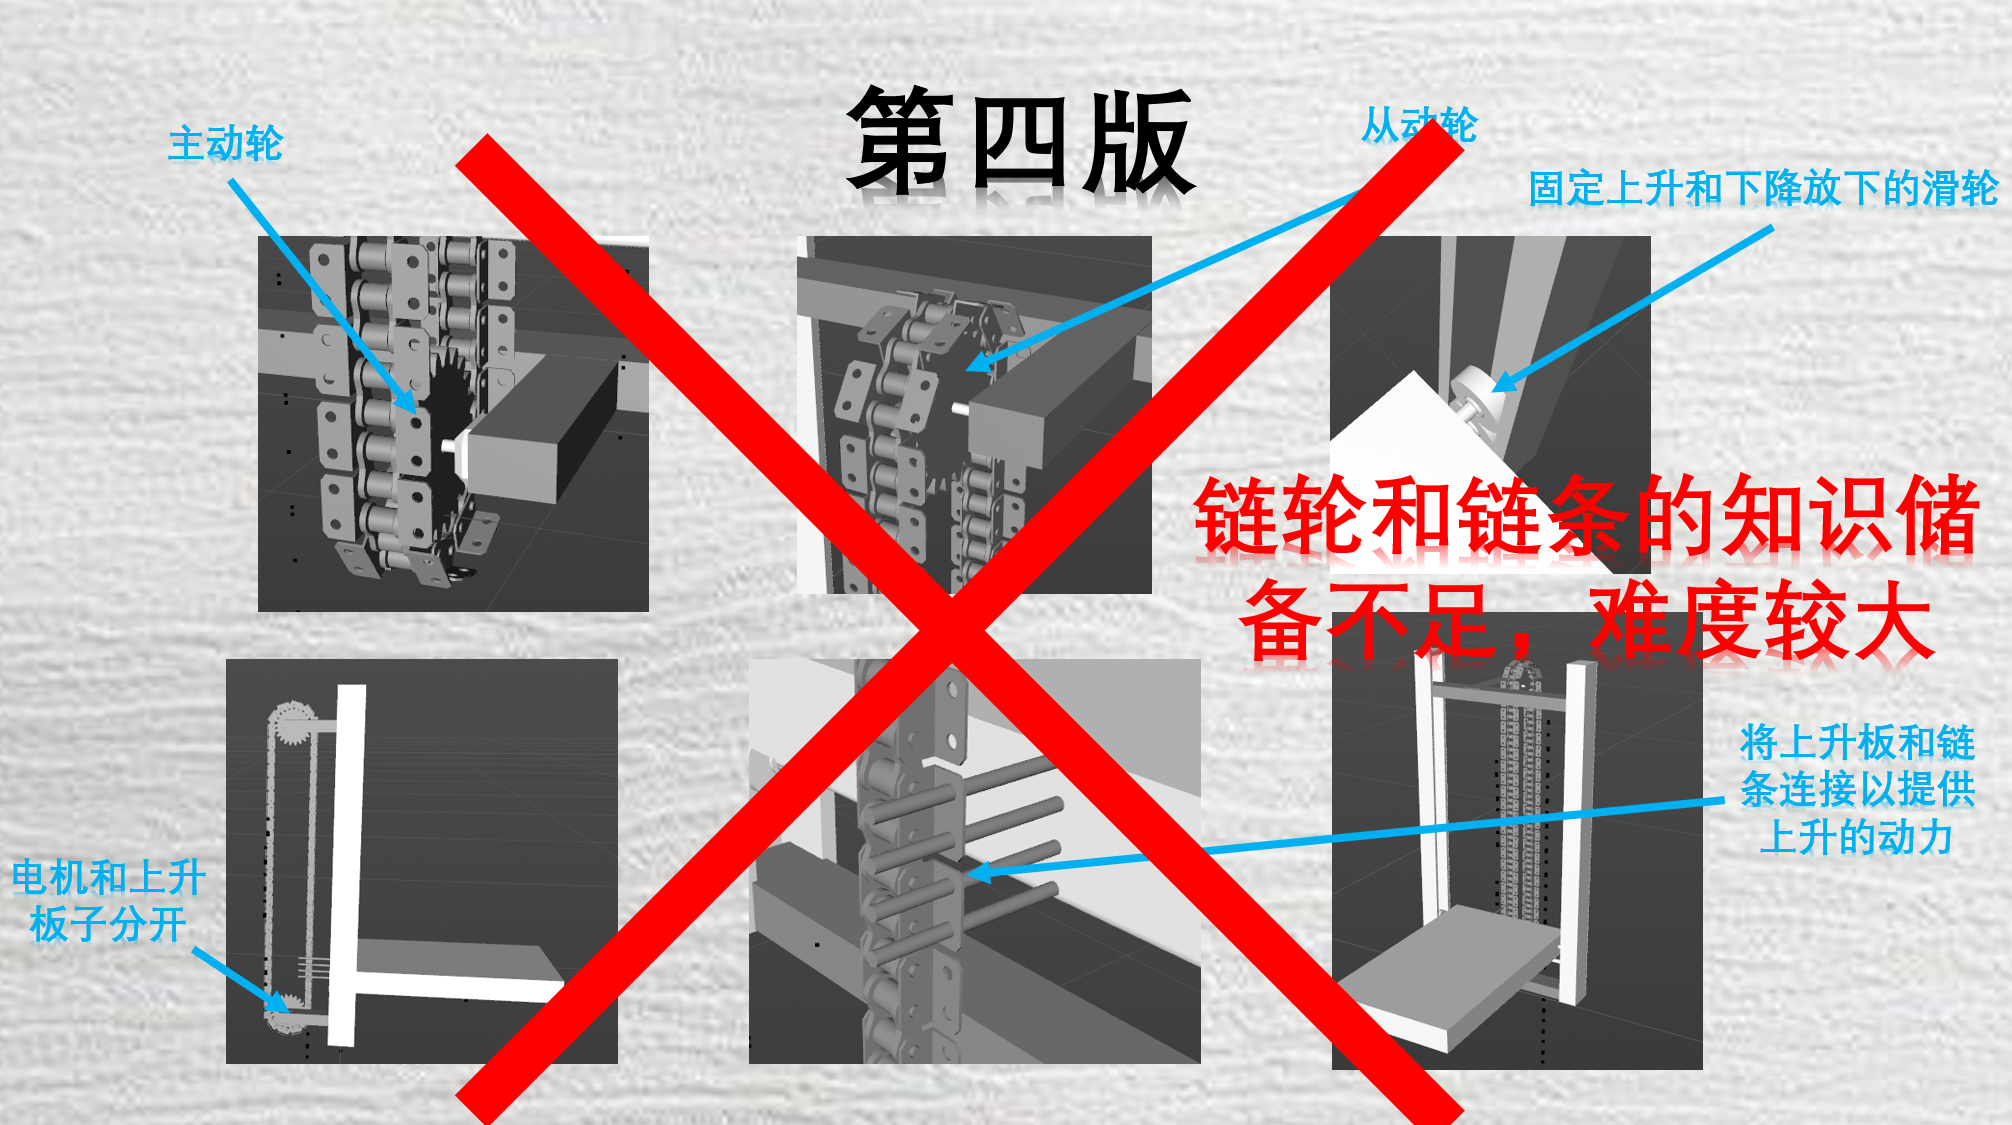 第四版
主动轮
从动轮
固定上升和下降放下的滑轮
链轮和链条的知识储
备不足，难度较大
将上升板和链
条连接以提供
上升的动力
电机和上升
板子分开